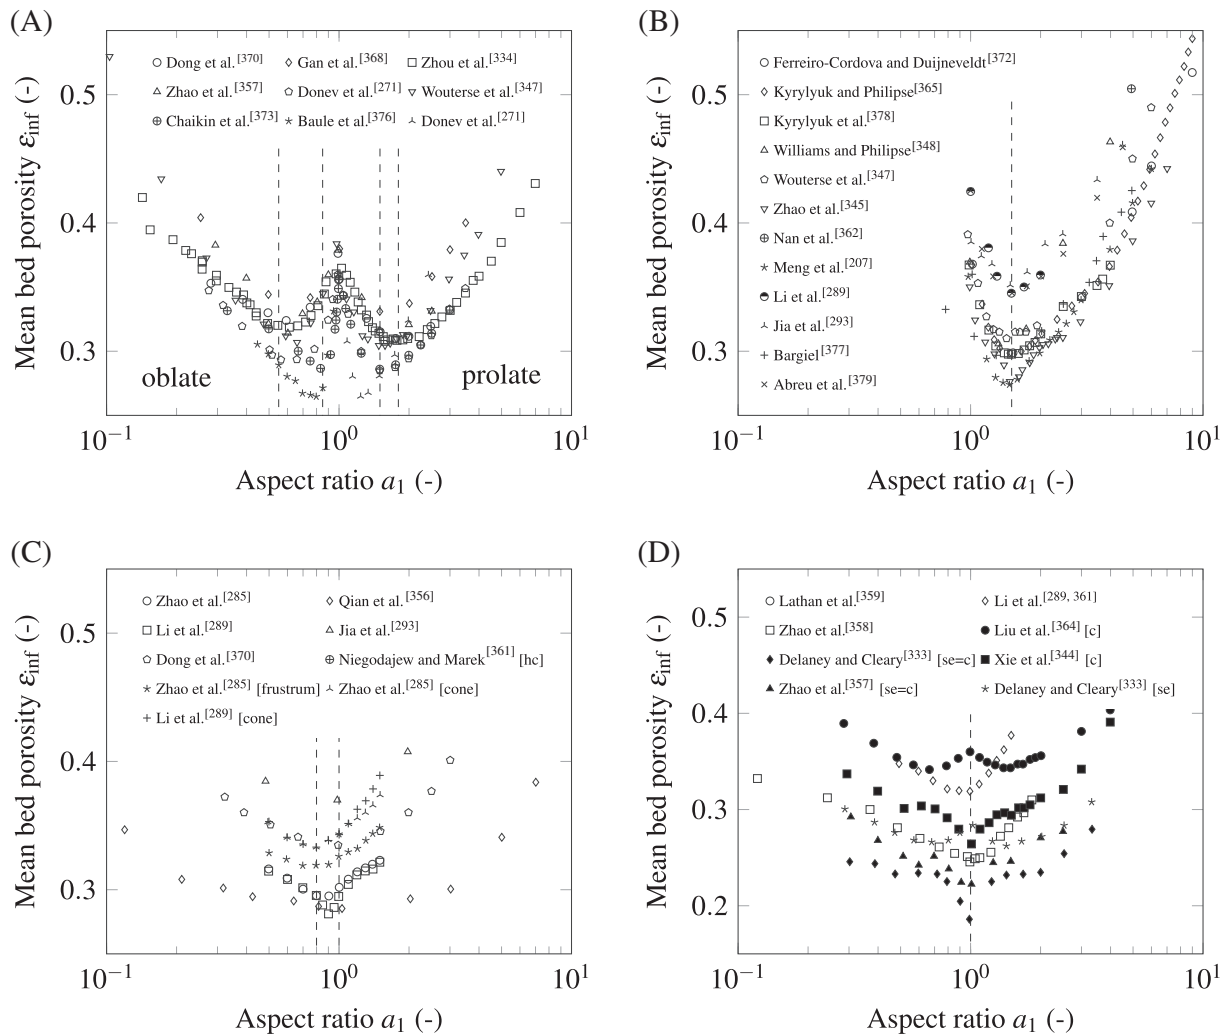 (A)
Mean bed porosity εinf (-)
0.5
0.4
0.3
Dong et al.[370] Gan et al.[368] Zhou et al.[334]
Zhao et al.[357] Donev et al.[271] Wouterse et al.[347]
Chaikin et al.[373] Baule et al.[376] Donev et al.[271]
oblate prolate
10−1 100 101
Aspect ratio a1 (-)
(B)
Mean bed porosity εinf (-)
0.5
0.4
0.3
Ferreiro-Cordova and Duijneveldt[372]
Kyrylyuk and Philipse[365]
Kyrylyuk et al.[378]
Williams and Philipse[348]
Wouterse et al.[347]
Zhao et al.[345]
Nan et al.[362]
Meng et al.[207]
Li et al.[289]
Jia et al.[293]
Bargiel[377]
Abreu et al.[379]
10−1 100 101
Aspect ratio a1 (-)
(C)
Mean bed porosity εinf (-)
0.5
0.4
0.3
Zhao et al.[285] Qian et al.[356]
Li et al.[289] Jia et al.[293]
Dong et al.[370] Niegodajew and Marek[361] [hc]
Zhao et al.[285] [frustrum] Zhao et al.[285] [cone]
Li et al.[289] [cone]
10−1 100 101
Aspect ratio a1 (-)
(D)
Mean bed porosity εinf (-)
0.5
0.4
0.3
0.2
Lathan et al.[359] Li et al.[289, 361]
Zhao et al.[358] Liu et al.[364] [c]
Delaney and Cleary[333] [se=c] Xie et al.[344] [c]
Zhao et al.[357] [se=c] Delaney and Cleary[333] [se]
10−1 100 101
Aspect ratio a1 (-)